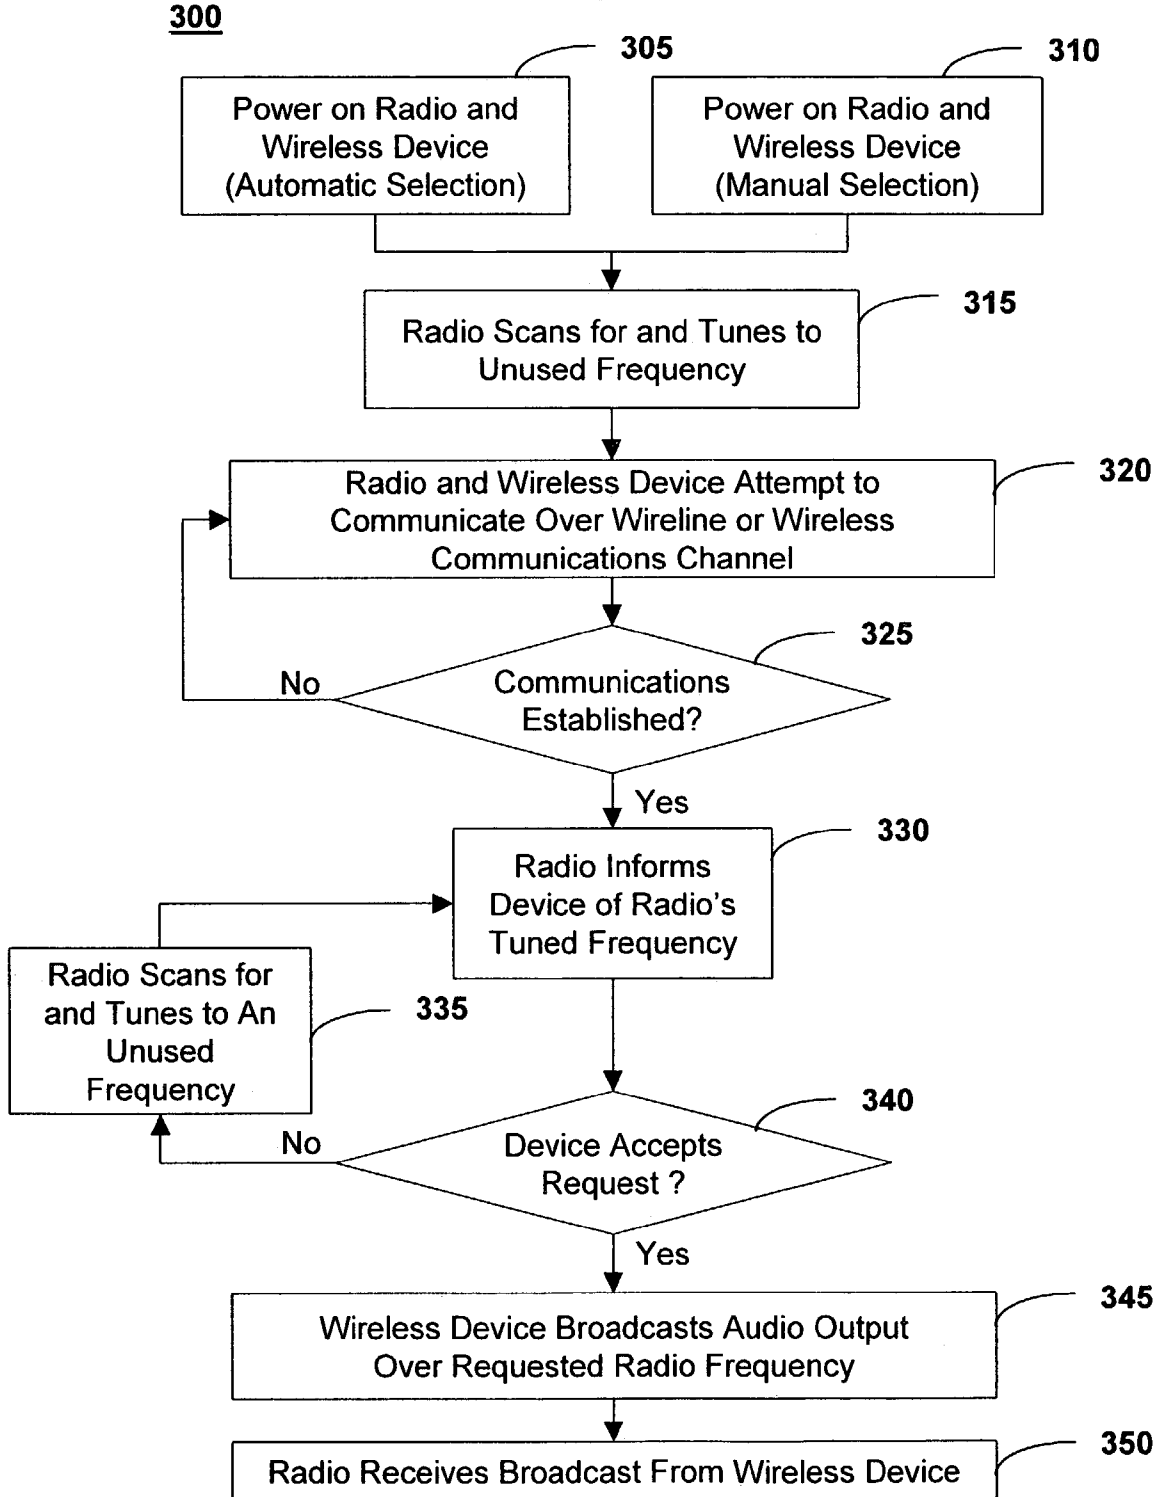 300
305
310
Power on Radio and
Wireless Device
(Automatic Selection)
Power on Radio and
Wireless Device
(Manual Selection)
315
Radio Scans for and Tunes to
Unused Frequency
320
Radio and Wireless Device Attempt to
Communicate Over Wireline or Wireless
Communications Channel
325
Communications
Established?
No
Yes
330
Radio Informs
Device of Radio's
Tuned Frequency
Radio Scans for
and Tunes to An
Unused
Frequency
335
340
Device Accepts
Request ?
No
Yes
345
Wireless Device Broadcasts Audio Output
Over Requested Radio Frequency
350
Radio Receives Broadcast From Wireless Device